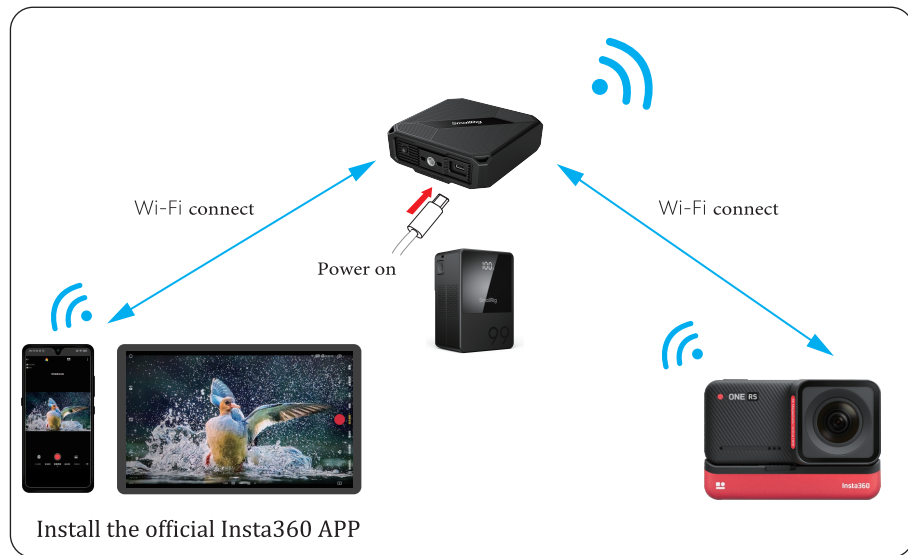 SmallRig
Wi-Fi connect
Wi-Fi connect
Power on
100
SmallRig
99
ONE RS
Insta360
Install the official Insta360 APP